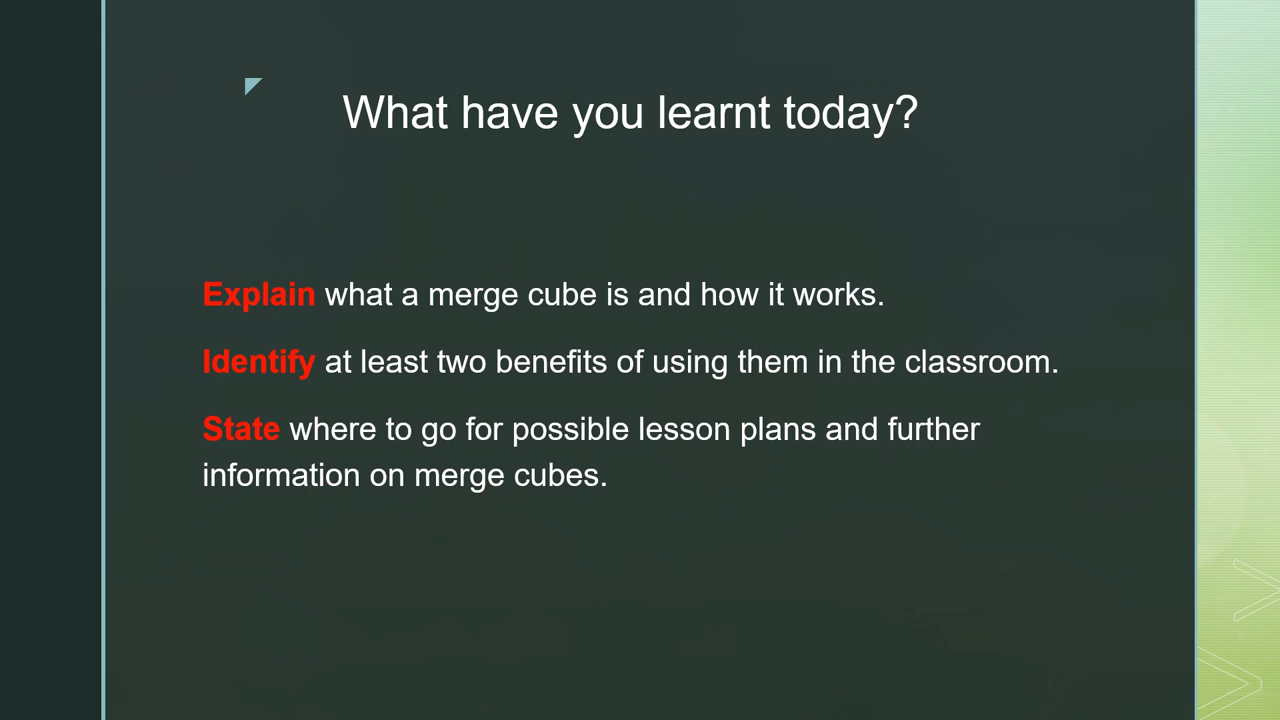 What have you learnt today?
Explain what a merge cube is and how it works.
Identify at least two benefits of using them in the classroom.
State where to go for possible lesson plans and further
information on merge cubes.